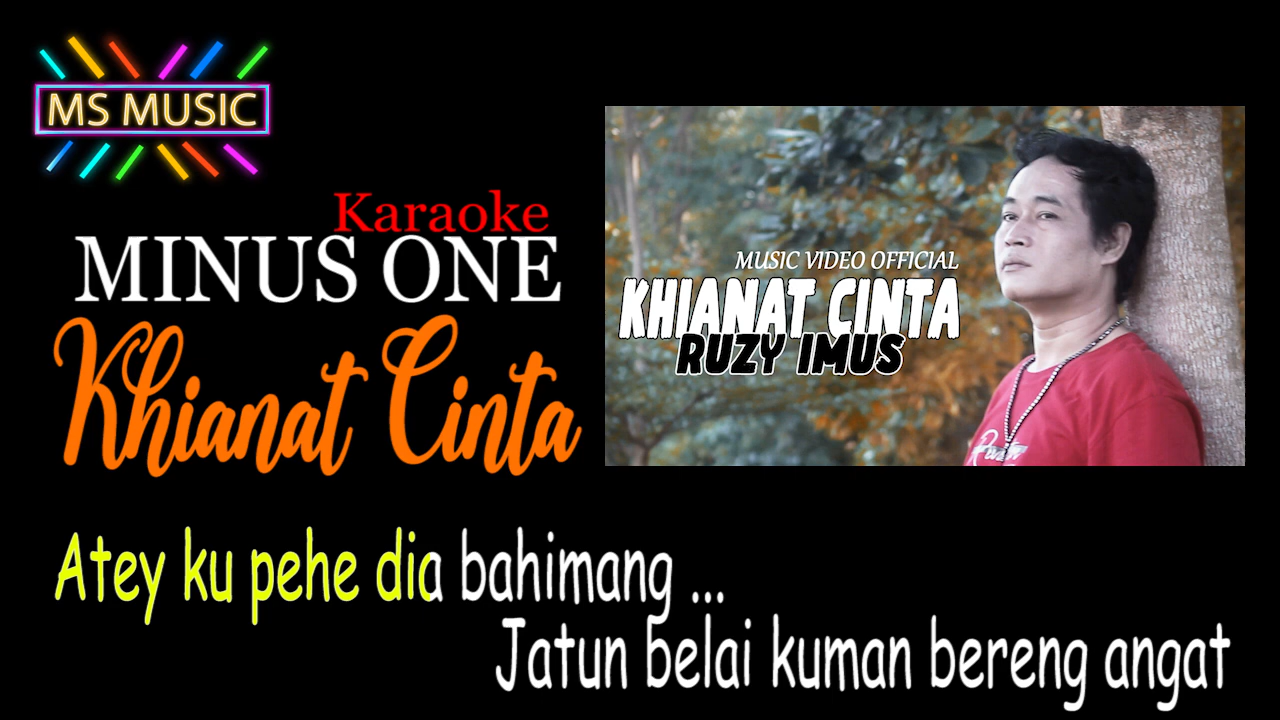 MS MUSIC
Karaoke
MINUS ONE
Khianat Cinta
MUSIC VIDEO OFFICIAL
KHIANAT CINTA
RUZY IMUS
Atey ku pehe dia bahimang ...
Jatun belai kuman bereng angat